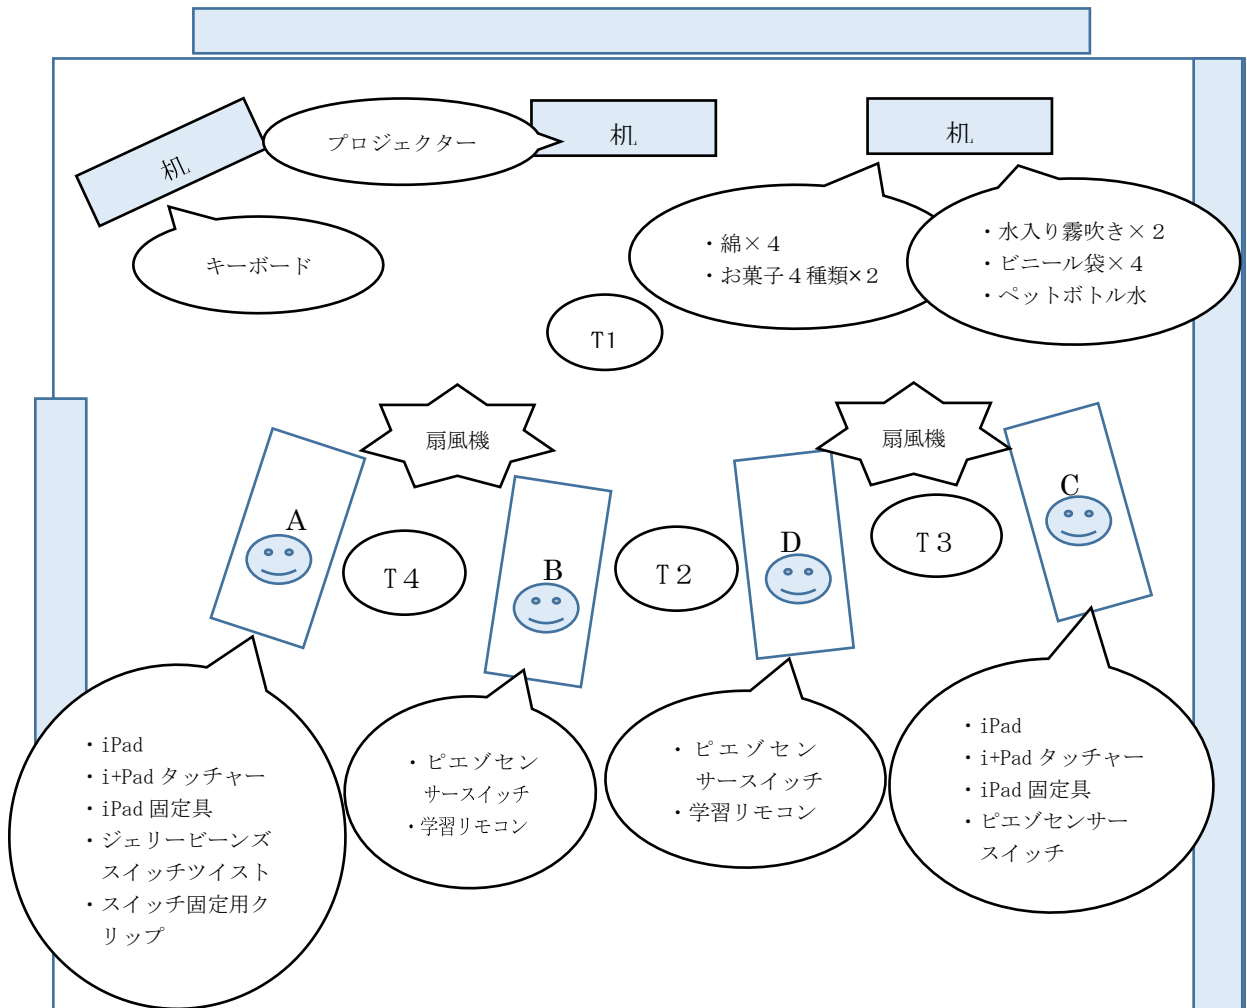 机
プロジェクター
机
机
キーボード
・綿×４
・お菓子４種類×２
・水入り霧吹き×２
・ビニール袋×４
・ペットボトル水
T1
扇風機
扇風機
A
T４
B
T２
D
T３
C
・iPad
・i+Pad タッチャー
・iPad 固定具
・ジェリービーンズ
スイッチツイスト
・スイッチ固定用ク
リップ
・ピエゾセン
サースイッチ
・学習リモコン
・ピエゾセン
サースイッチ
・学習リモコン
・iPad
・i+Pad タッチャー
・iPad 固定具
・ピエゾセンサー
スイッチ